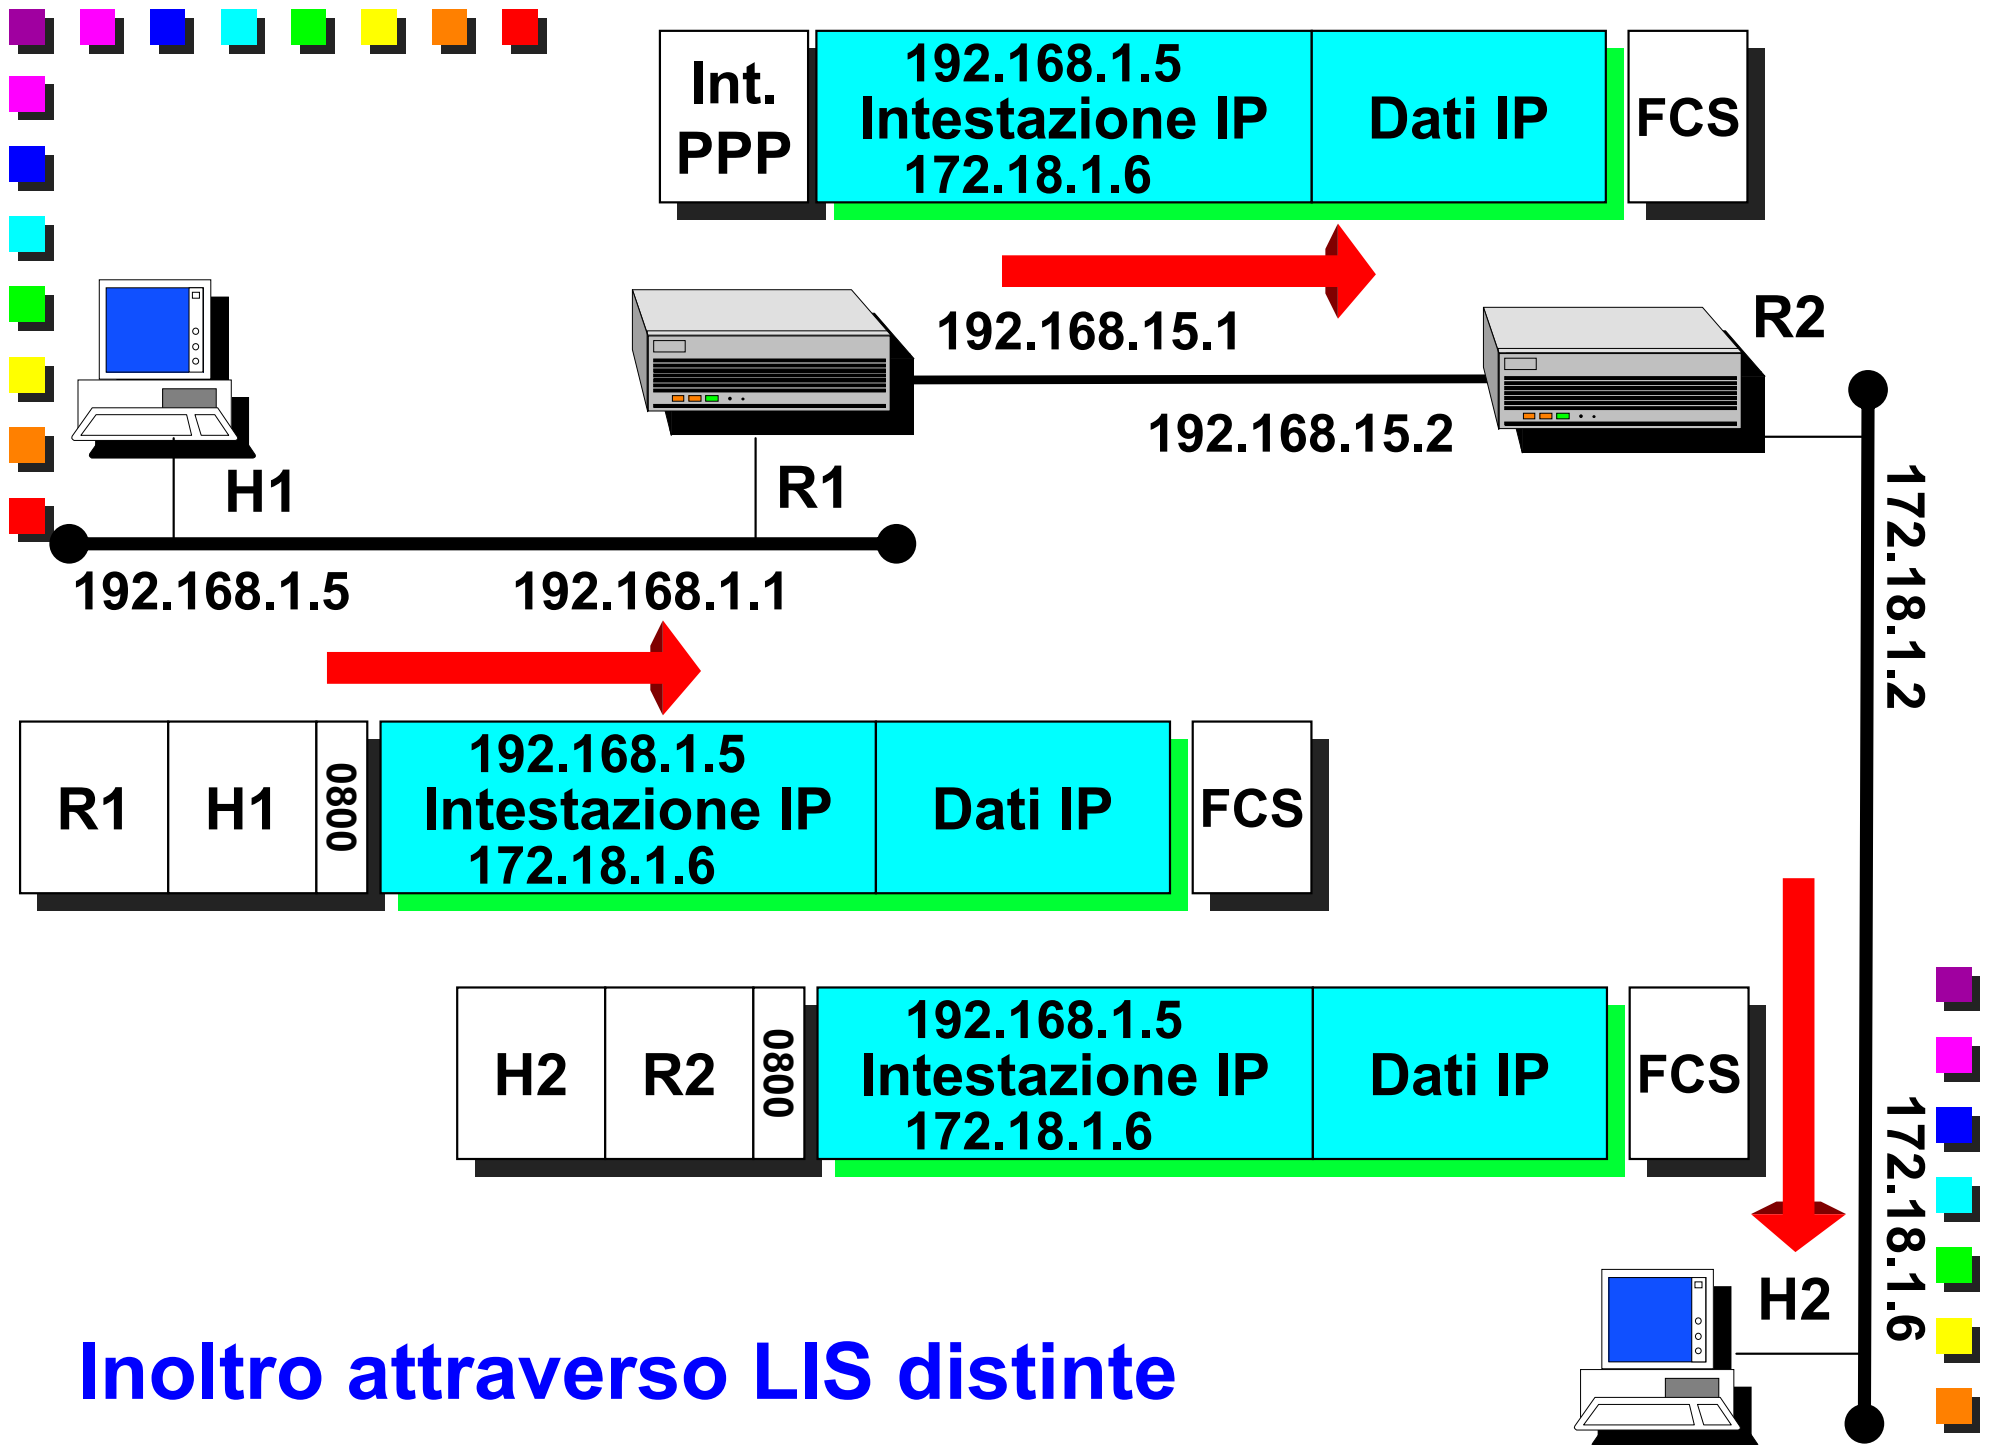 Int.
PPP
192.168.1.5
Intestazione IP
172.18.1.6
Dati IP
FCS
192.168.15.1
R2
192.168.15.2
H1
R1
192.168.1.5
192.168.1.1
172.18.1.2
R1
H1
0800
192.168.1.5
Intestazione IP
172.18.1.6
Dati IP
FCS
H2
R2
0800
192.168.1.5
Intestazione IP
172.18.1.6
Dati IP
FCS
172.18.1.6
H2
Inoltro attraverso LIS distinte